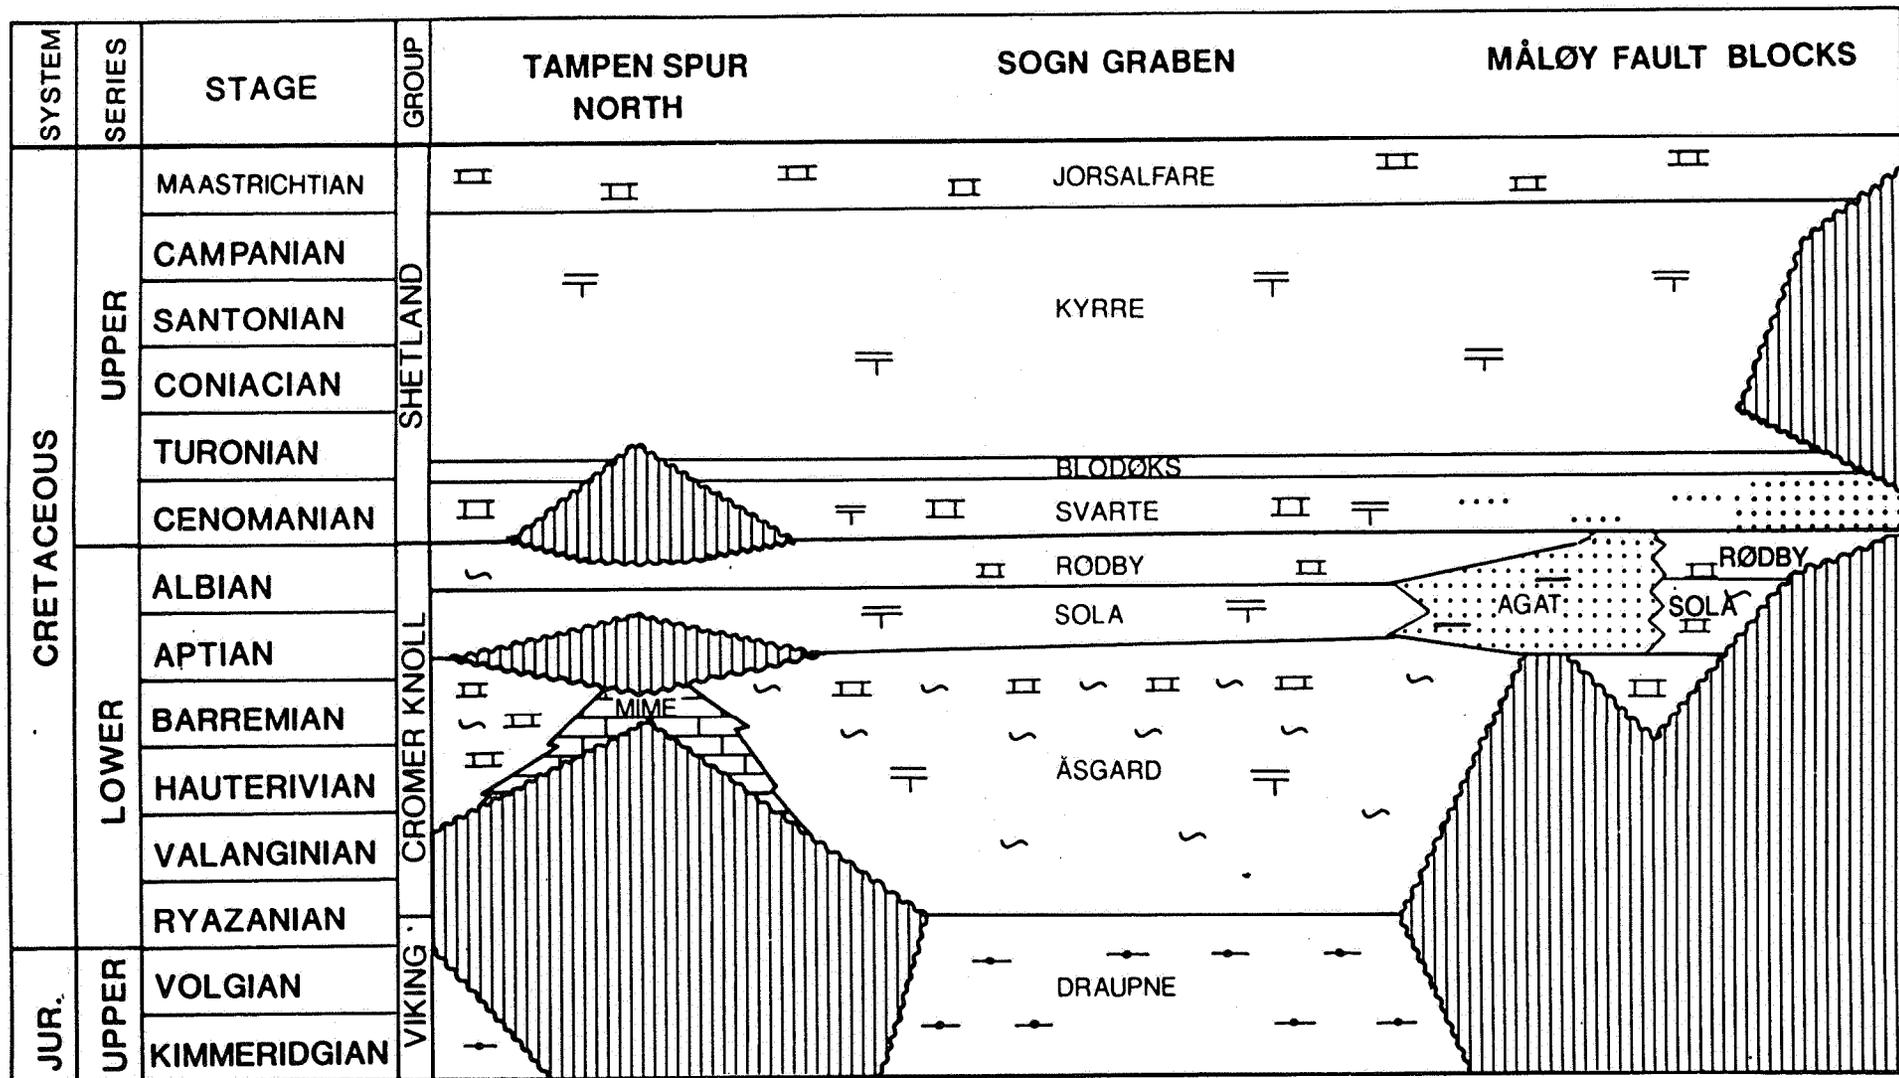 SYSTEM
SERIES
STAGE
GROUP
TAMPEN SPUR
NORTH
SOGN GRABEN
MÅLØY FAULT BLOCKS
CRETACEOUS
JUR.
UPPER
LOWER
UPPER
MAASTRICHTIAN
CAMPANIAN
SANTONIAN
CONIACIAN
TURONIAN
CENOMANIAN
ALBIAN
APTIAN
BARREMIAN
HAUTERIVIAN
VALANGINIAN
RYAZANIAN
VOLGIAN
KIMMERIDGIAN
SHETLAND
CROMER KNOLL
VIKING
JORSALFARE
KYRRE
BLODØKS
SVARTE
RØDBY
RØDBY
SOLA
AGAT
SOLA
MIME
ÅSGARD
DRAUPNE